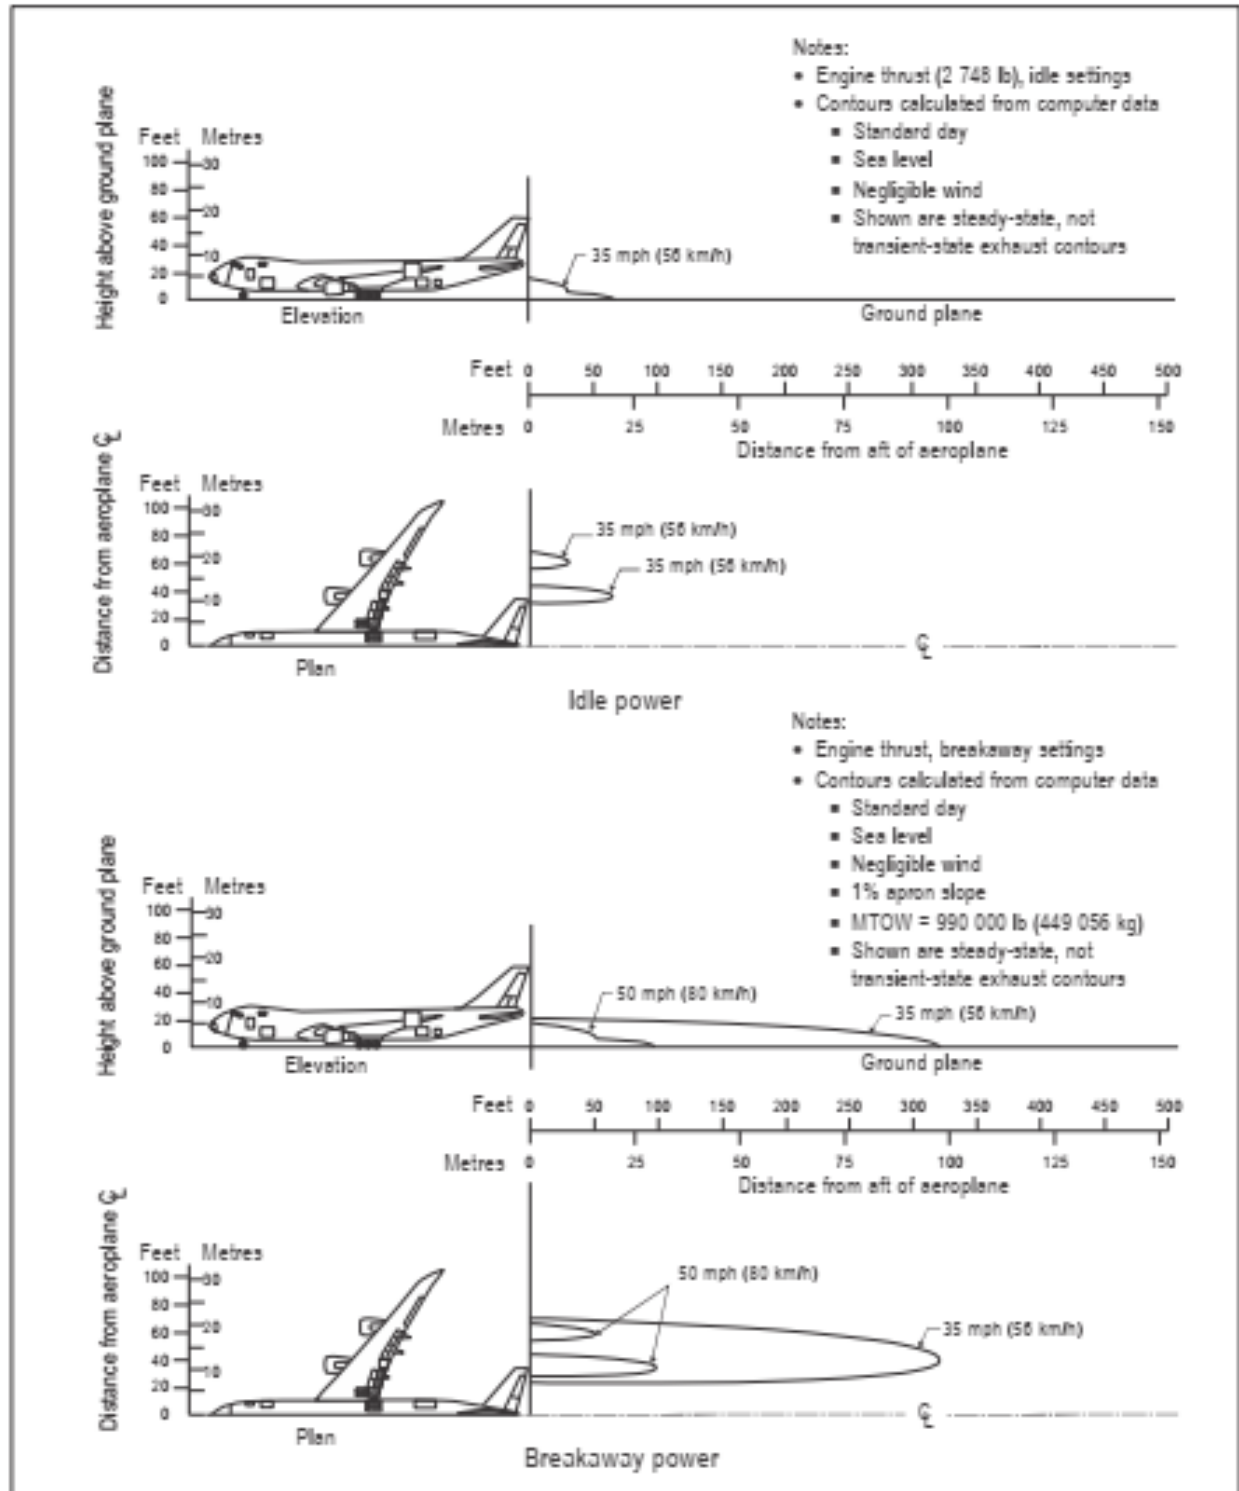 Notes:
• Engine thrust (2 748 lb), idle settings
• Contours calculated from computer data
▪ Standard day
▪ Sea level
▪ Negligible wind
▪ Shown are steady-state, not
transient-state exhaust contours
Height above ground plane
Feet Metres
100 30
80
60 20
40
20 10
0
35 mph (56 km/h)
Elevation
Ground plane
Feet 0 50 100 150 200 250 300 350 400 450 500
Metres 0 25 50 75 100 125 150
Distance from aft of aeroplane
Distance from aeroplane ℄
Feet Metres
100 30
80
60 20
40
20 10
0
35 mph (56 km/h)
35 mph (56 km/h)
℄
Plan
Idle power
Notes:
• Engine thrust, breakaway settings
• Contours calculated from computer data
▪ Standard day
▪ Sea level
▪ Negligible wind
▪ 1% apron slope
▪ MTOW = 990 000 lb (449 056 kg)
▪ Shown are steady-state, not
transient-state exhaust contours
Height above ground plane
Feet Metres
100 30
80
60 20
40
20 10
0
50 mph (80 km/h)
35 mph (56 km/h)
Elevation
Ground plane
Feet 0 50 100 150 200 250 300 350 400 450 500
Metres 0 25 50 75 100 125 150
Distance from aft of aeroplane
Distance from aeroplane ℄
Feet Metres
100 30
80
60 20
40
20 10
0
50 mph (80 km/h)
35 mph (56 km/h)
℄
Plan
Breakaway power